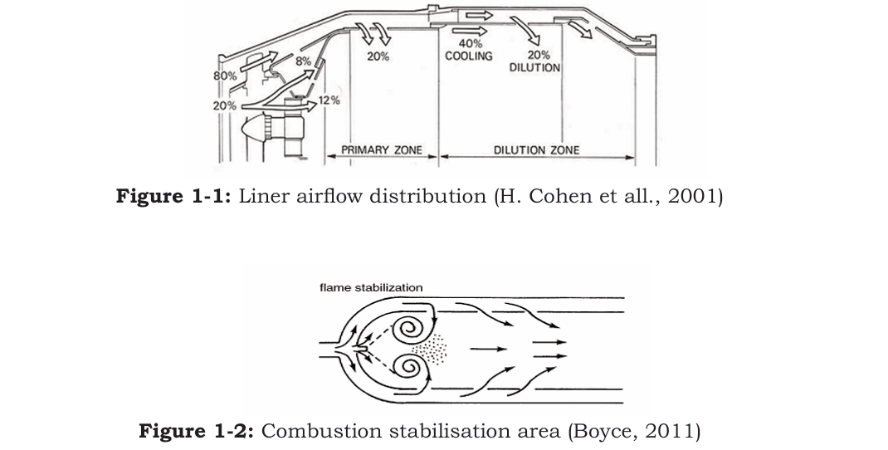 80%
20%
8%
12%
20%
40%
COOLING
20%
DILUTION
PRIMARY ZONE
DILUTION ZONE
Figure 1-1: Liner airflow distribution (H. Cohen et all., 2001)
flame stabilization
Figure 1-2: Combustion stabilisation area (Boyce, 2011)